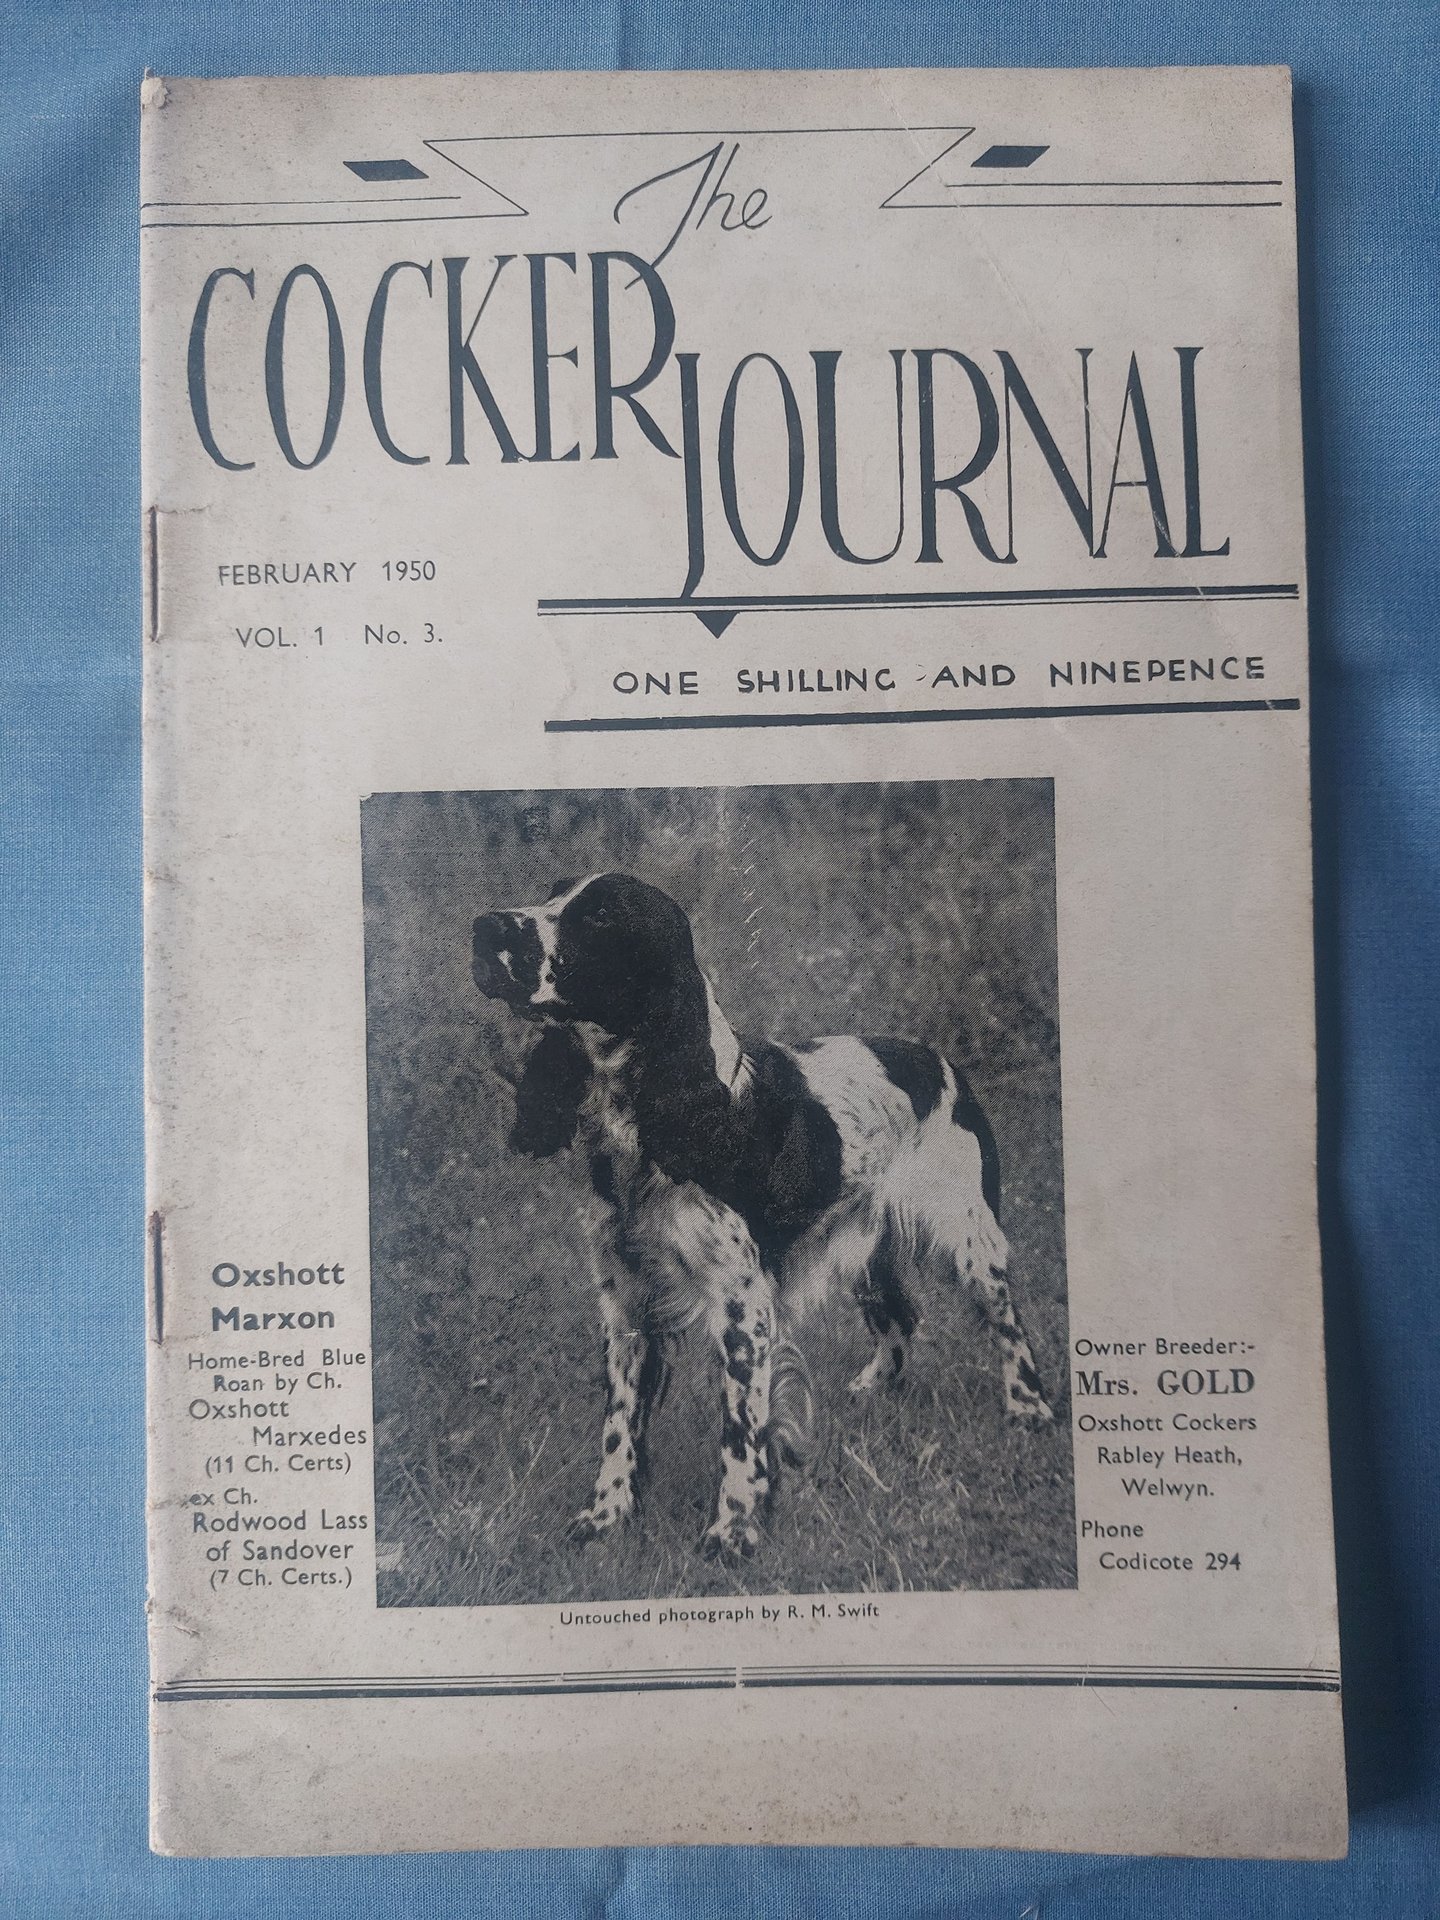 The
COCKER
JOURNAL
FEBRUARY 1950
VOL. 1 No. 3.
ONE SHILLING AND NINEPENCE
Oxshott
Marxon
Home-Bred Blue
Roan by Ch.
Oxshott
Marxedes
(11 Ch. Certs)
ex Ch.
Rodwood Lass
of Sandover
(7 Ch. Certs.)
Owner Breeder:-
Mrs. GOLD
Oxshott Cockers
Rabley Heath,
Welwyn.
Phone
Codicote 294
Untouched photograph by R. M. Swift